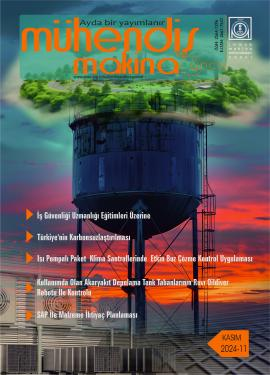 Ayda bir yayımlanır
mühendis
makina
İş Güvenliği Uzmanlığı Eğitimleri Üzerine
Türkiye'nin Karbonsuzlaştırılması
Isı Pompalı Paket Klima Santrallerinde Etkin Buz Çözme Kontrol Uygulaması
Kullanımda Olan Akaryakıt Depolama Tank Tabanlarının Rov Oildiver
Robotu İle Kontrolü
SAP İle Malzeme İhtiyaç Planlaması
KASIM
2024-11